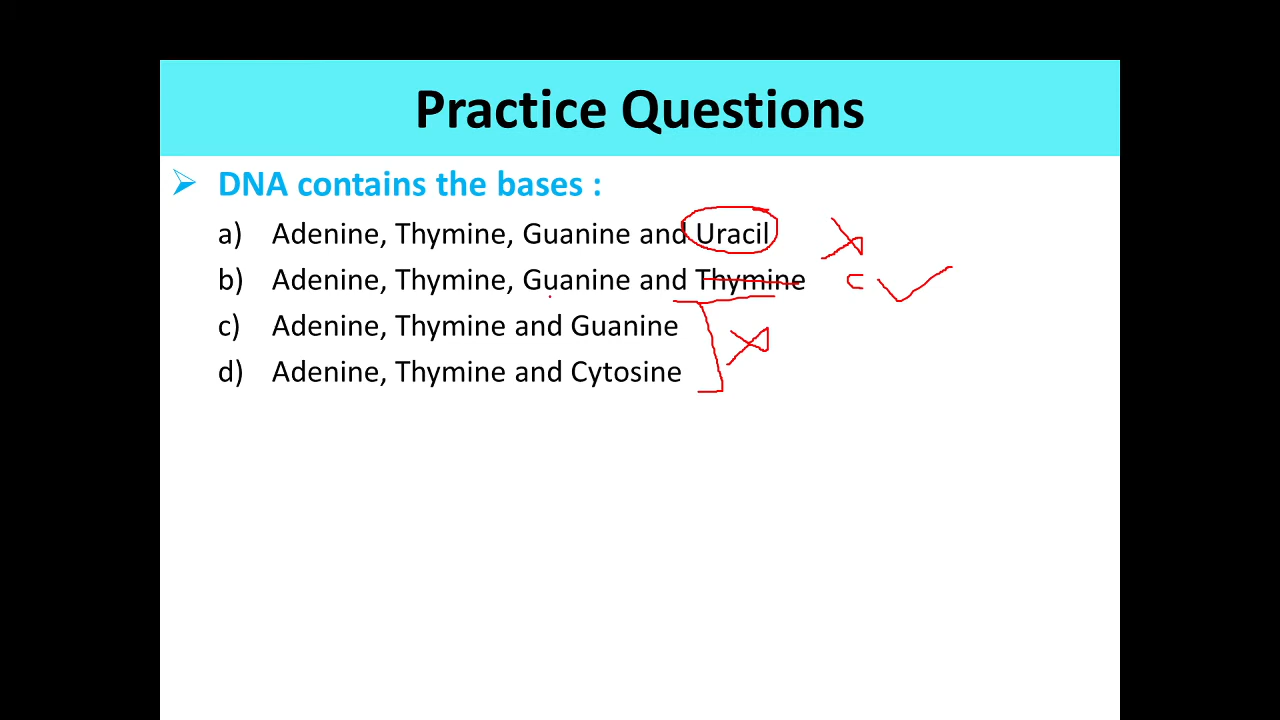 Practice Questions
DNA contains the bases :
a) Adenine, Thymine, Guanine and Uracil
b) Adenine, Thymine, Guanine and Thymine C
c) Adenine, Thymine and Guanine
d) Adenine, Thymine and Cytosine